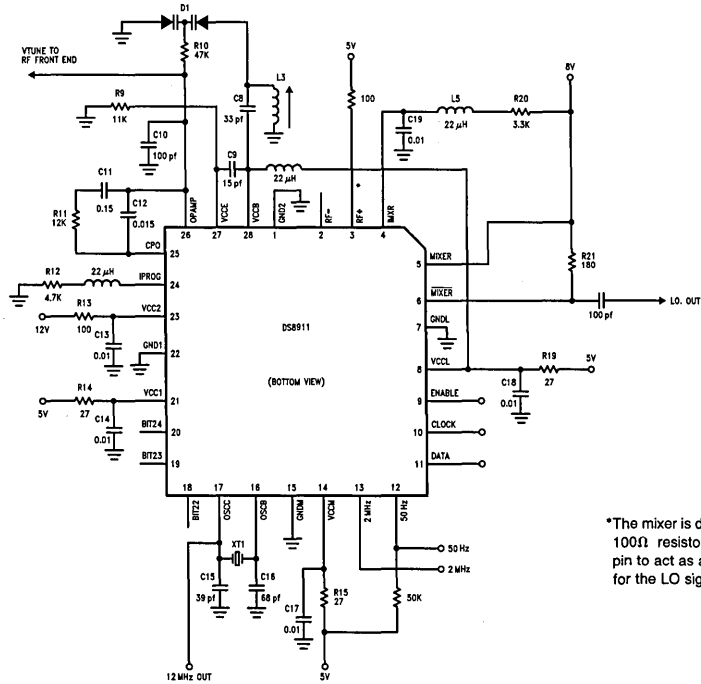 D1
VTUNE TO
RF FRONT END
R10
47K
5V
8V
L3
R9
11K
C8
33 pf
100
L5
22 μH
R20
3.3K
C19
0.01
C10
100 pf
C9
15 pf
22 μH
*
C11
0.15
C12
0.015
R11
12K
OPAMP
VCCE
VCCB
GND2
RF-
RF+
IMXR
26
27
28
1
2
3
4
CPO
25
5
MIXER
R21
180
R12
4.7K
22 μH
IPROG
24
6
MIXER
100 pf
LO. OUT
12V
R13
100
VCC2
23
DS8911
7
GNDL
C13
0.01
GND1
22
(BOTTOM VIEW)
8
VCCL
R19
27
5V
C18
0.01
5V
R14
27
VCC1
21
9
ENABLE
C14
0.01
BIT24
20
10
CLOCK
BIT23
19
11
DATA
18
17
16
15
14
13
12
BIT22
OSCC
OSCB
GNDM
VCCM
2 MHz
50 Hz
XT1
C15
39 pf
C16
68 pf
C17
0.01
R15
27
50K
50 Hz
2 MHz
12 MHz OUT
5V
*The mixer is d
100Ω resisto
pin to act as a
for the LO sig